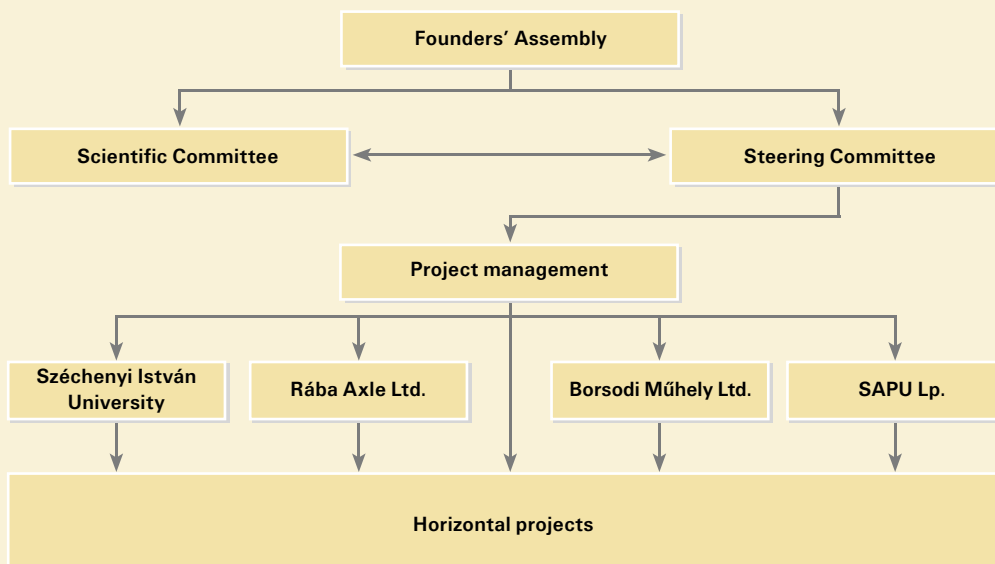 Founders’ Assembly
Scientific Committee
Steering Committee
Project management
Széchenyi István
University
Rába Axle Ltd.
Borsodi Műhely Ltd.
SAPU Lp.
Horizontal projects